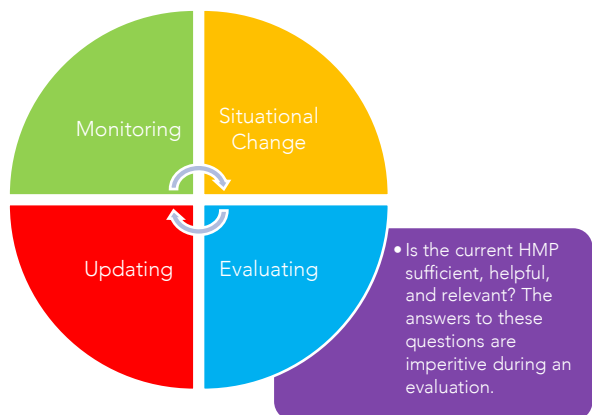 Monitoring
Situational
Change
Updating
Evaluating
• Is the current HMP
sufficient, helpful,
and relevant? The
answers to these
questions are
imperitive during an
evaluation.